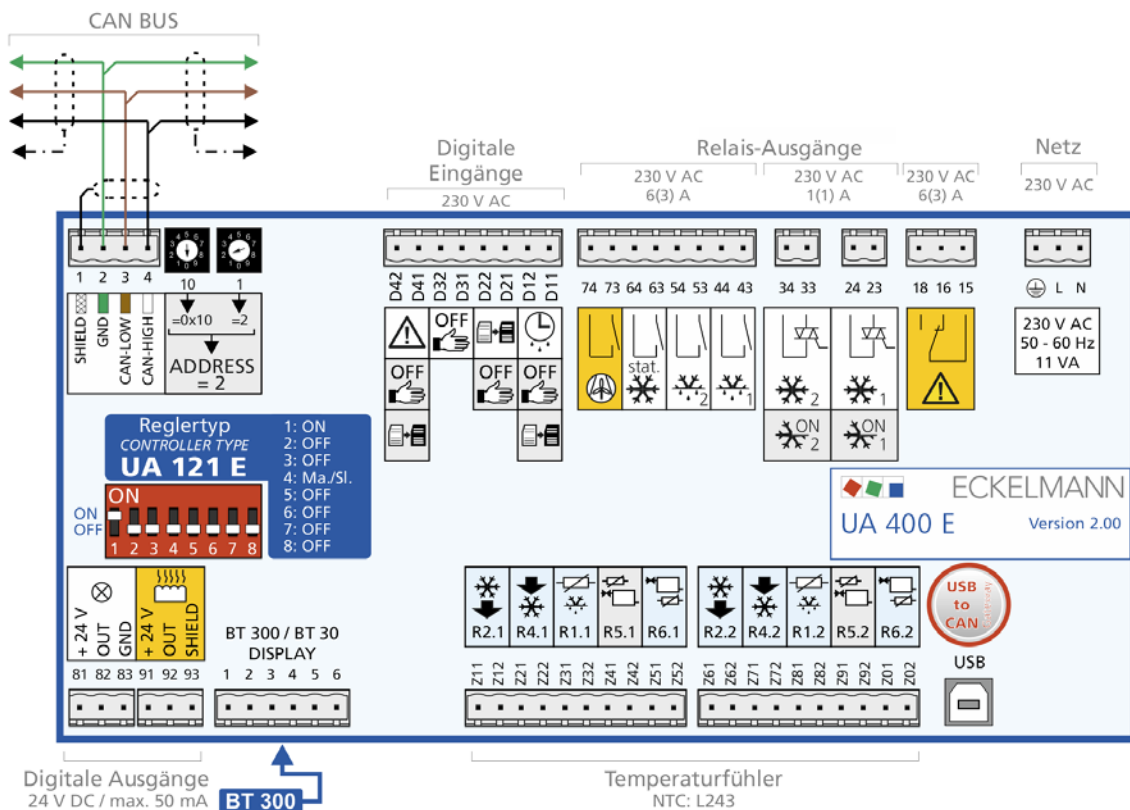 CAN BUS
Digitale
Eingänge
230 V AC
Relais-Ausgänge
230 V AC
6(3) A
230 V AC
1(1) A
230 V AC
6(3) A
Netz
230 V AC
1 2 3 4
10 1
SHIELD
GND
CAN-LOW
CAN-HIGH
=0x10 =2
ADDRESS
= 2
D42 D41 D32 D31 D22 D21 D12 D11
OFF
OFF OFF OFF
74 73 64 63 54 53 44 43
stat.
2 1
34 33 24 23
2 1
ON
2
ON
1
18 16 15
L N
230 V AC
50 - 60 Hz
11 VA
Reglertyp
CONTROLLER TYPE
UA 121 E
1: ON
2: OFF
3: OFF
4: Ma./Sl.
5: OFF
6: OFF
7: OFF
8: OFF
ON
OFF
ON
1 2 3 4 5 6 7 8
ECKELMANN
UA 400 E Version 2.00
+ 24 V
OUT
GND
+ 24 V
OUT
SHIELD
81 82 83 91 92 93
BT 300 / BT 30
DISPLAY
1 2 3 4 5 6
R2.1 R4.1 R1.1 R5.1 R6.1
R2.2 R4.2 R1.2 R5.2 R6.2
Z11 Z12 Z21 Z22 Z31 Z32 Z41 Z42 Z51 Z52
Z61 Z62 Z71 Z72 Z81 Z82 Z91 Z92 Z01 Z02
USB
to
CAN
USB
Digitale Ausgänge
24 V DC / max. 50 mA
BT 300
Temperaturfühler
NTC: L243